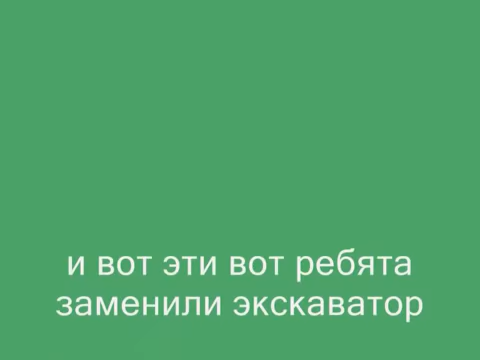 и вот эти вот ребята
заменили экскаватор